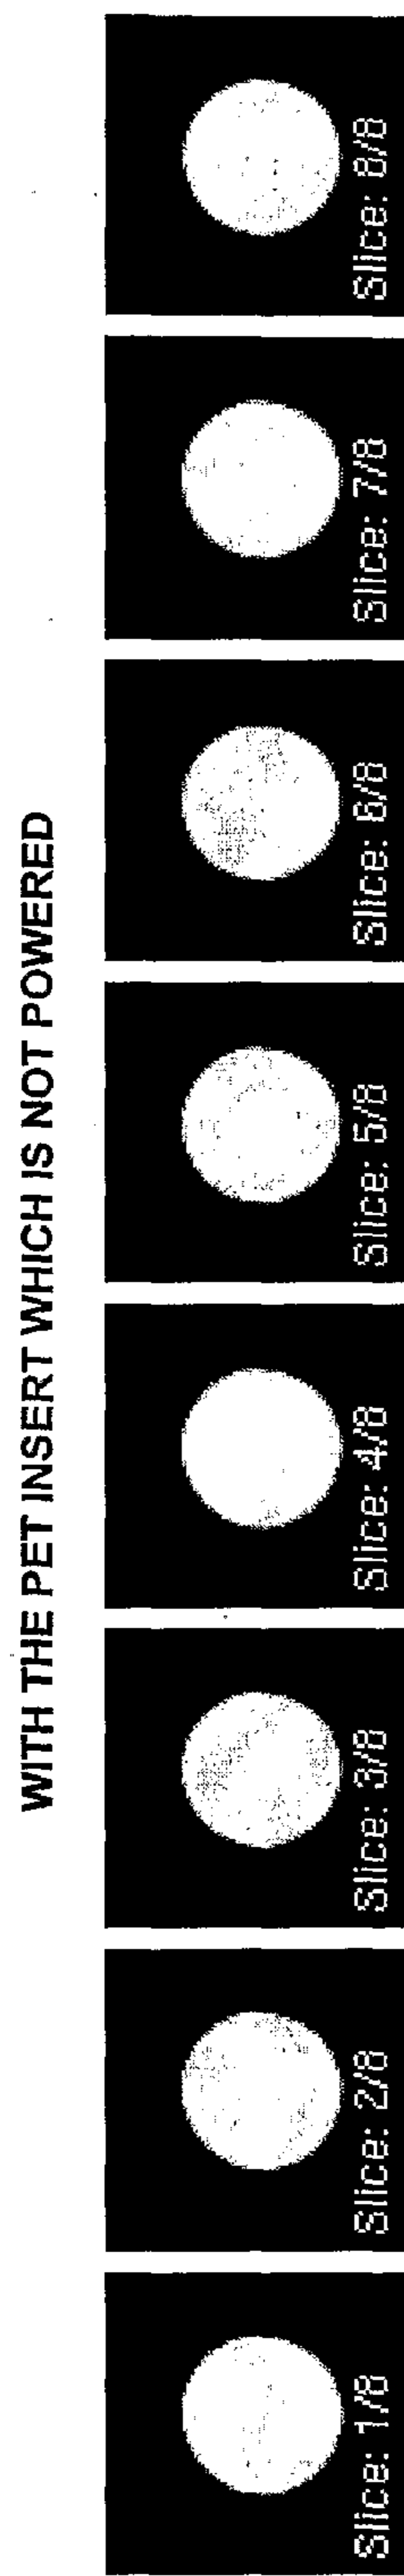 WITH THE PET INSERT WHICH IS NOT POWERED
Slice: 1/8
Slice: 2/8
Slice: 3/8
Slice: 4/8
Slice: 5/8
Slice: 6/8
Slice: 7/8
Slice: 8/8